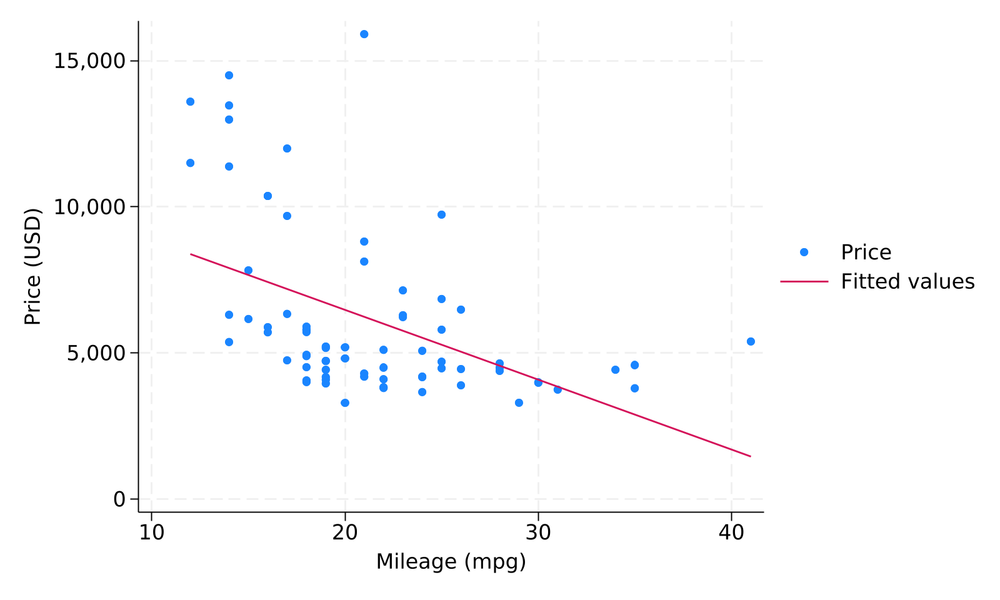 15,000
10,000
5,000
0
Price (USD)
10 20 30 40
Mileage (mpg)
Price
Fitted values